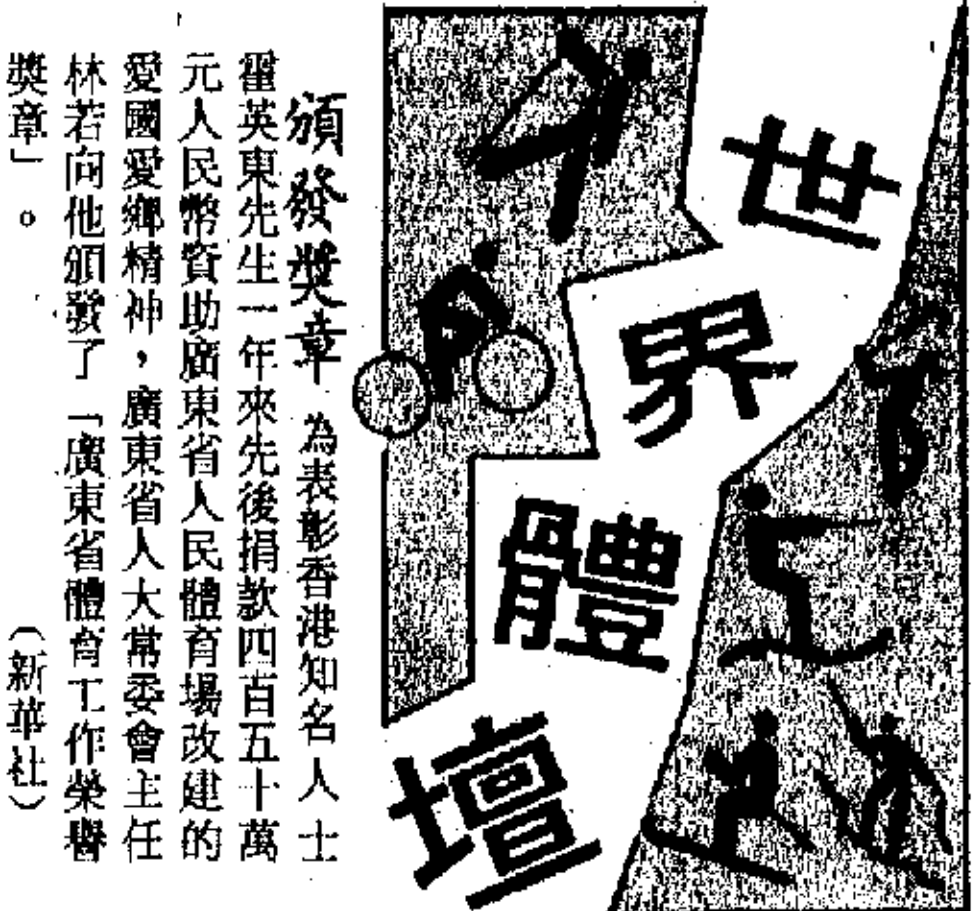 世界體壇
頒發獎章 為表彰香港知名人士
霍英東先生一年來先後捐款四百五十萬
元人民幣資助廣東省人民體育場改建的
愛國愛鄉精神，廣東省人大常委會主任
林若向他頒發了「廣東省體育工作榮譽
獎章」。
（新華社）